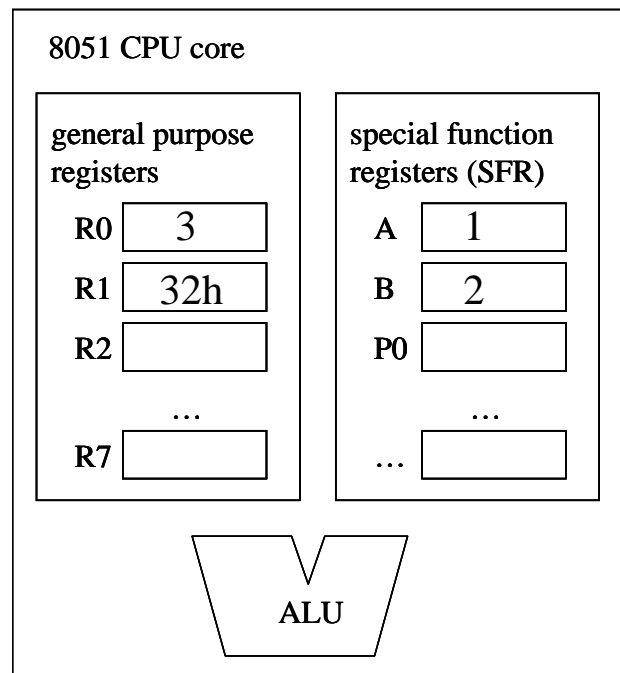 8051 CPU core
general purpose
registers
R0 3
R1 32h
R2
...
R7
special function
registers (SFR)
A 1
B 2
P0
...
...
ALU